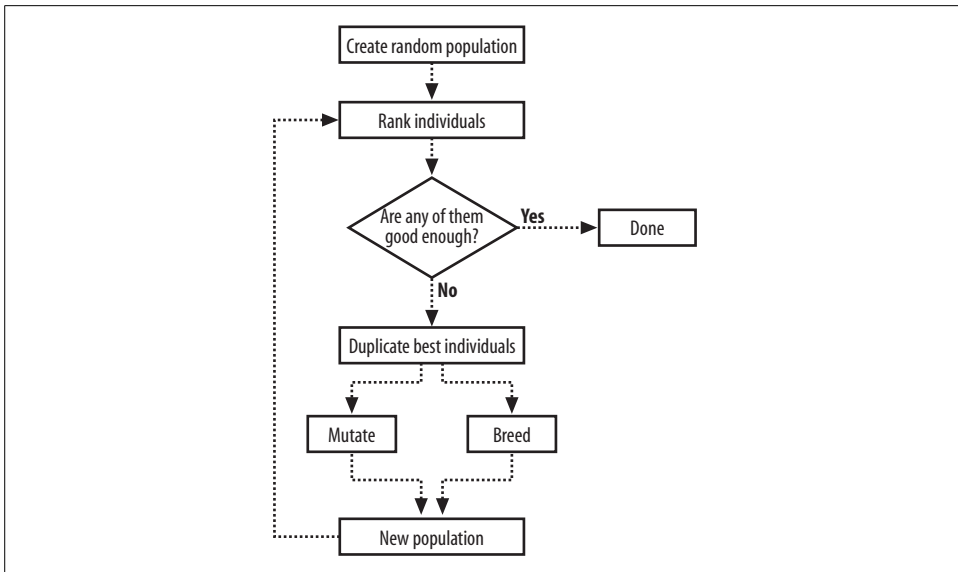 Create random population
Rank individuals
Are any of them
good enough?
Yes
Done
No
Duplicate best individuals
Mutate
Breed
New population